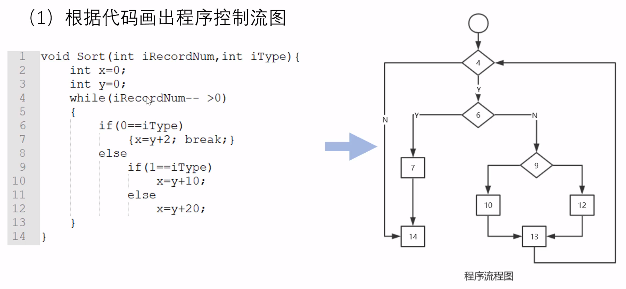 （1）根据代码画出程序控制流图
1 void Sort(int iRecordNum,int iType){
2 int x=0;
3 int y=0;
4 while(iRecordNum-- >0)
5 {
6 if(0==iType)
7 {x=y+2; break;}
8 else
9 if(1==iType)
10 x=y+10;
11 else
12 x=y+20;
13 }
14 }
4
Y
N
6
Y
N
9
7
10
12
14
13
程序流程图